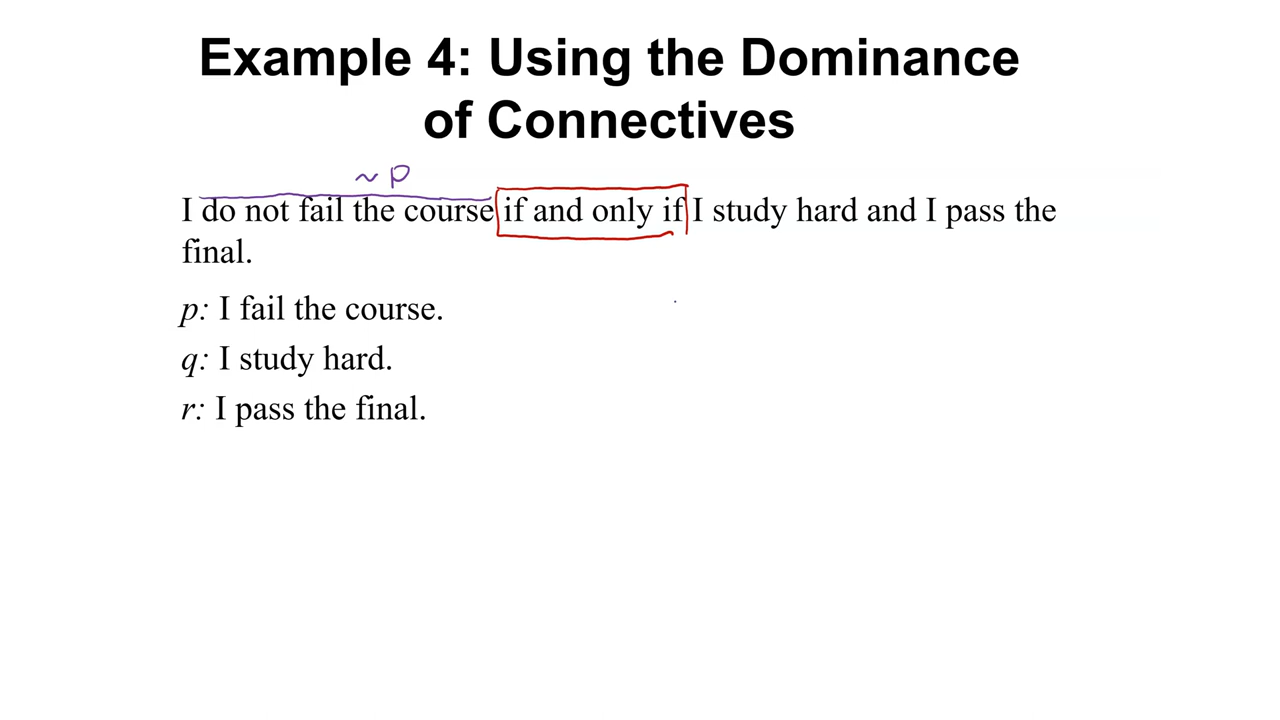 Example 4: Using the Dominance
of Connectives
~p
I do not fail the course if and only if I study hard and I pass the
final.
p: I fail the course.
q: I study hard.
r: I pass the final.